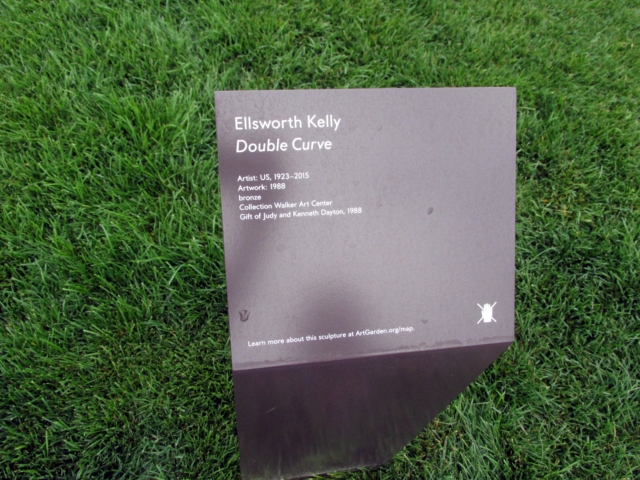 Ellsworth Kelly
Double Curve
Artist: US, 1923–2015
Artwork: 1988
bronze
Collection Walker Art Center
Gift of Judy and Kenneth Dayton, 1988
Learn more about this sculpture at ArtGarden.org/map.